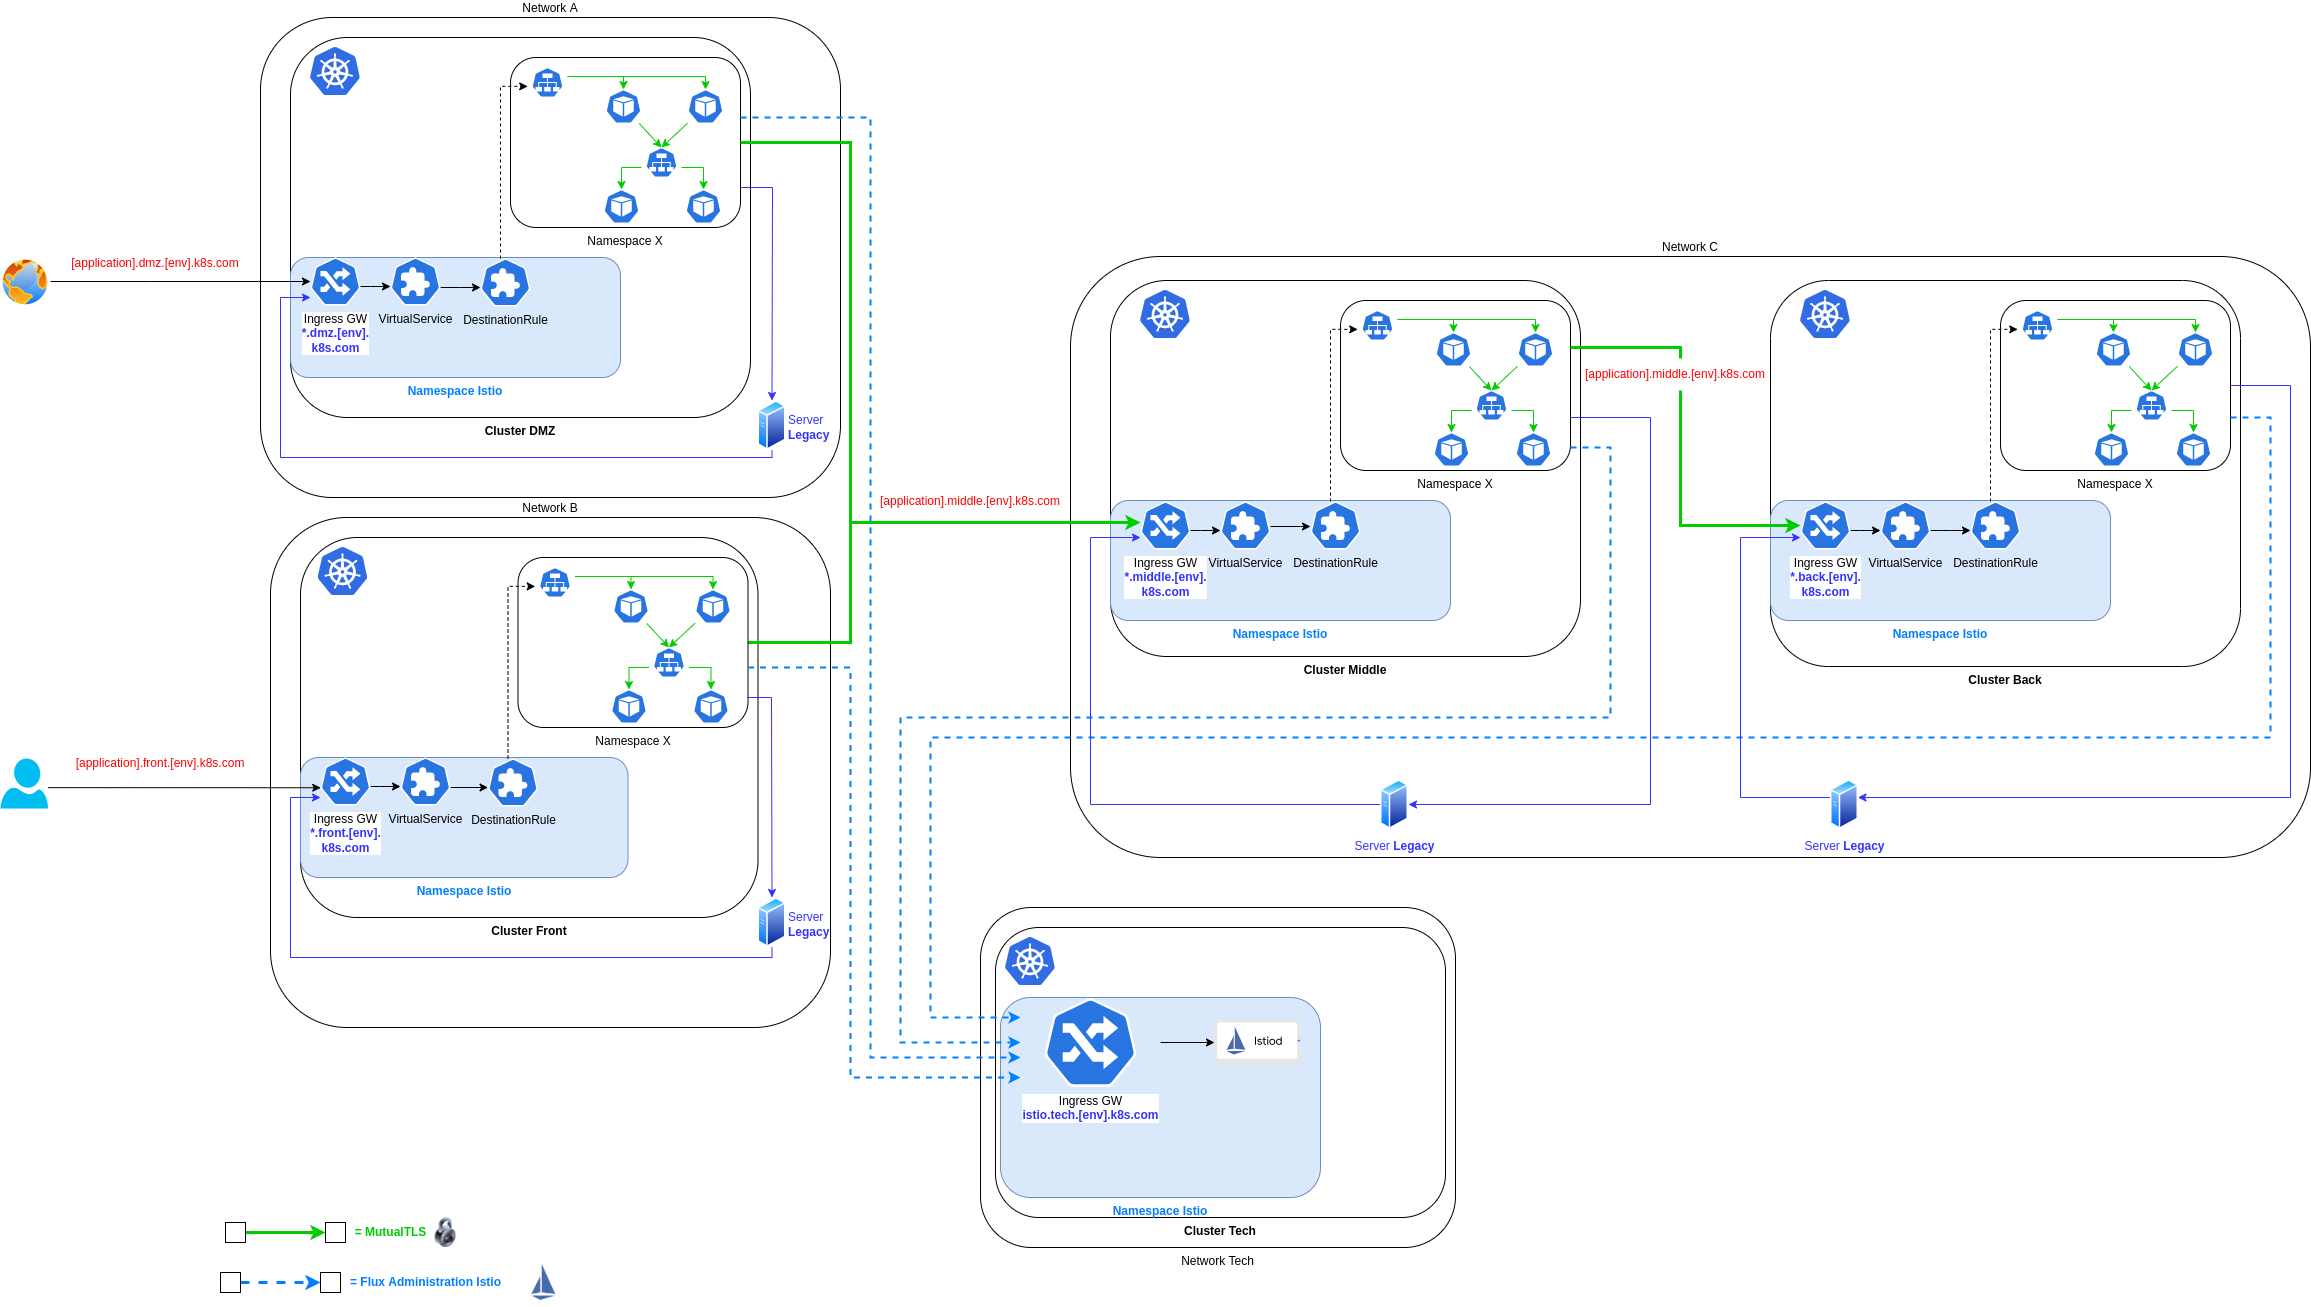 Network A
[application].dmz.[env].k8s.com
Namespace X
Ingress GW
*.dmz.[env].
k8s.com
VirtualService
DestinationRule
Namespace Istio
Cluster DMZ
Server
Legacy
Network B
[application].front.[env].k8s.com
Namespace X
Ingress GW
*.front.[env].
k8s.com
VirtualService
DestinationRule
Namespace Istio
Cluster Front
Server
Legacy
[application].middle.[env].k8s.com
Network C
Namespace X
Ingress GW
*.middle.[env].
k8s.com
VirtualService
DestinationRule
Namespace Istio
Cluster Middle
[application].middle.[env].k8s.com
Namespace X
Ingress GW
*.back.[env].
k8s.com
VirtualService
DestinationRule
Namespace Istio
Cluster Back
Server Legacy
Server Legacy
Istiod
Ingress GW
istio.tech.[env].k8s.com
Namespace Istio
Cluster Tech
Network Tech
= MutualTLS
= Flux Administration Istio